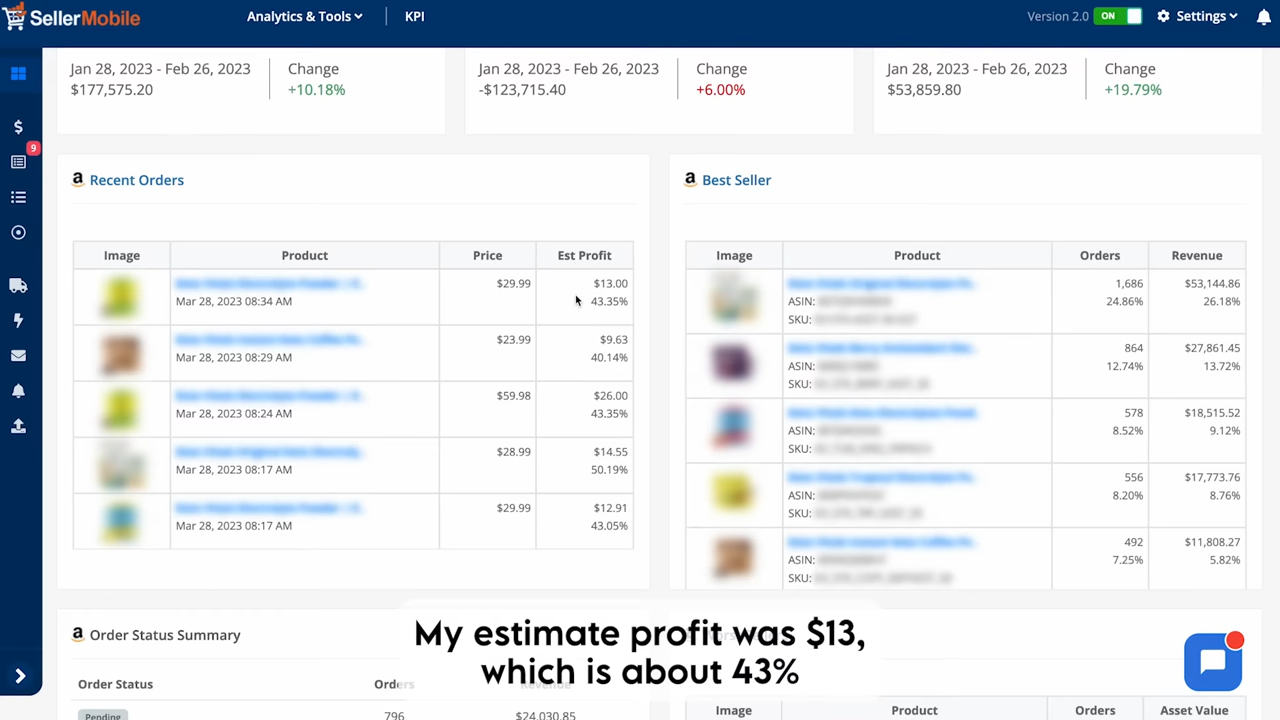 SellerMobile
Analytics & Tools
KPI
Version 2.0
ON
Settings
Jan 28, 2023 - Feb 26, 2023
Change
$177,575.20
+10.18%
Jan 28, 2023 - Feb 26, 2023
Change
-$123,715.40
+6.00%
Jan 28, 2023 - Feb 26, 2023
Change
$53,859.80
+19.79%
9
a Recent Orders
Image Product Price Est Profit
$29.99 $13.00
Mar 28, 2023 08:34 AM 43.35%
$23.99 $9.63
Mar 28, 2023 08:29 AM 40.14%
$59.98 $26.00
Mar 28, 2023 08:24 AM 43.35%
$28.99 $14.55
Mar 28, 2023 08:17 AM 50.19%
$29.99 $12.91
Mar 28, 2023 08:17 AM 43.05%
a Best Seller
Image Product Orders Revenue
1,686 $53,144.86
ASIN: 24.86% 26.18%
SKU:
864 $27,861.45
ASIN: 12.74% 13.72%
SKU:
578 $18,515.52
ASIN: 8.52% 9.12%
SKU:
556 $17,773.76
ASIN: 8.20% 8.76%
SKU:
492 $11,808.27
ASIN: 7.25% 5.82%
SKU:
a Order Status Summary
Order Status Orders Revenue
Pending 796 $24,030.85
Image Product Orders Asset Value
My estimate profit was $13,
which is about 43%